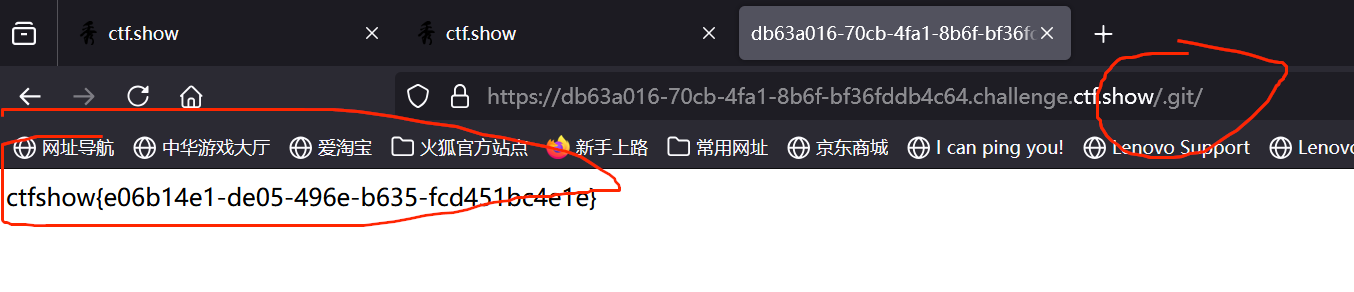 ctf.show
ctf.show
db63a016-70cb-4fa1-8b6f-bf36fd
https://db63a016-70cb-4fa1-8b6f-bf36fddb4c64.challenge.ctf.show/.git/
网址导航 中华游戏大厅 爱淘宝 火狐官方站点 新手上路 常用网址 京东商城 I can ping you! Lenovo Support Lenovo
ctfshow{e06b14e1-de05-496e-b635-fcd451bc4e1e}